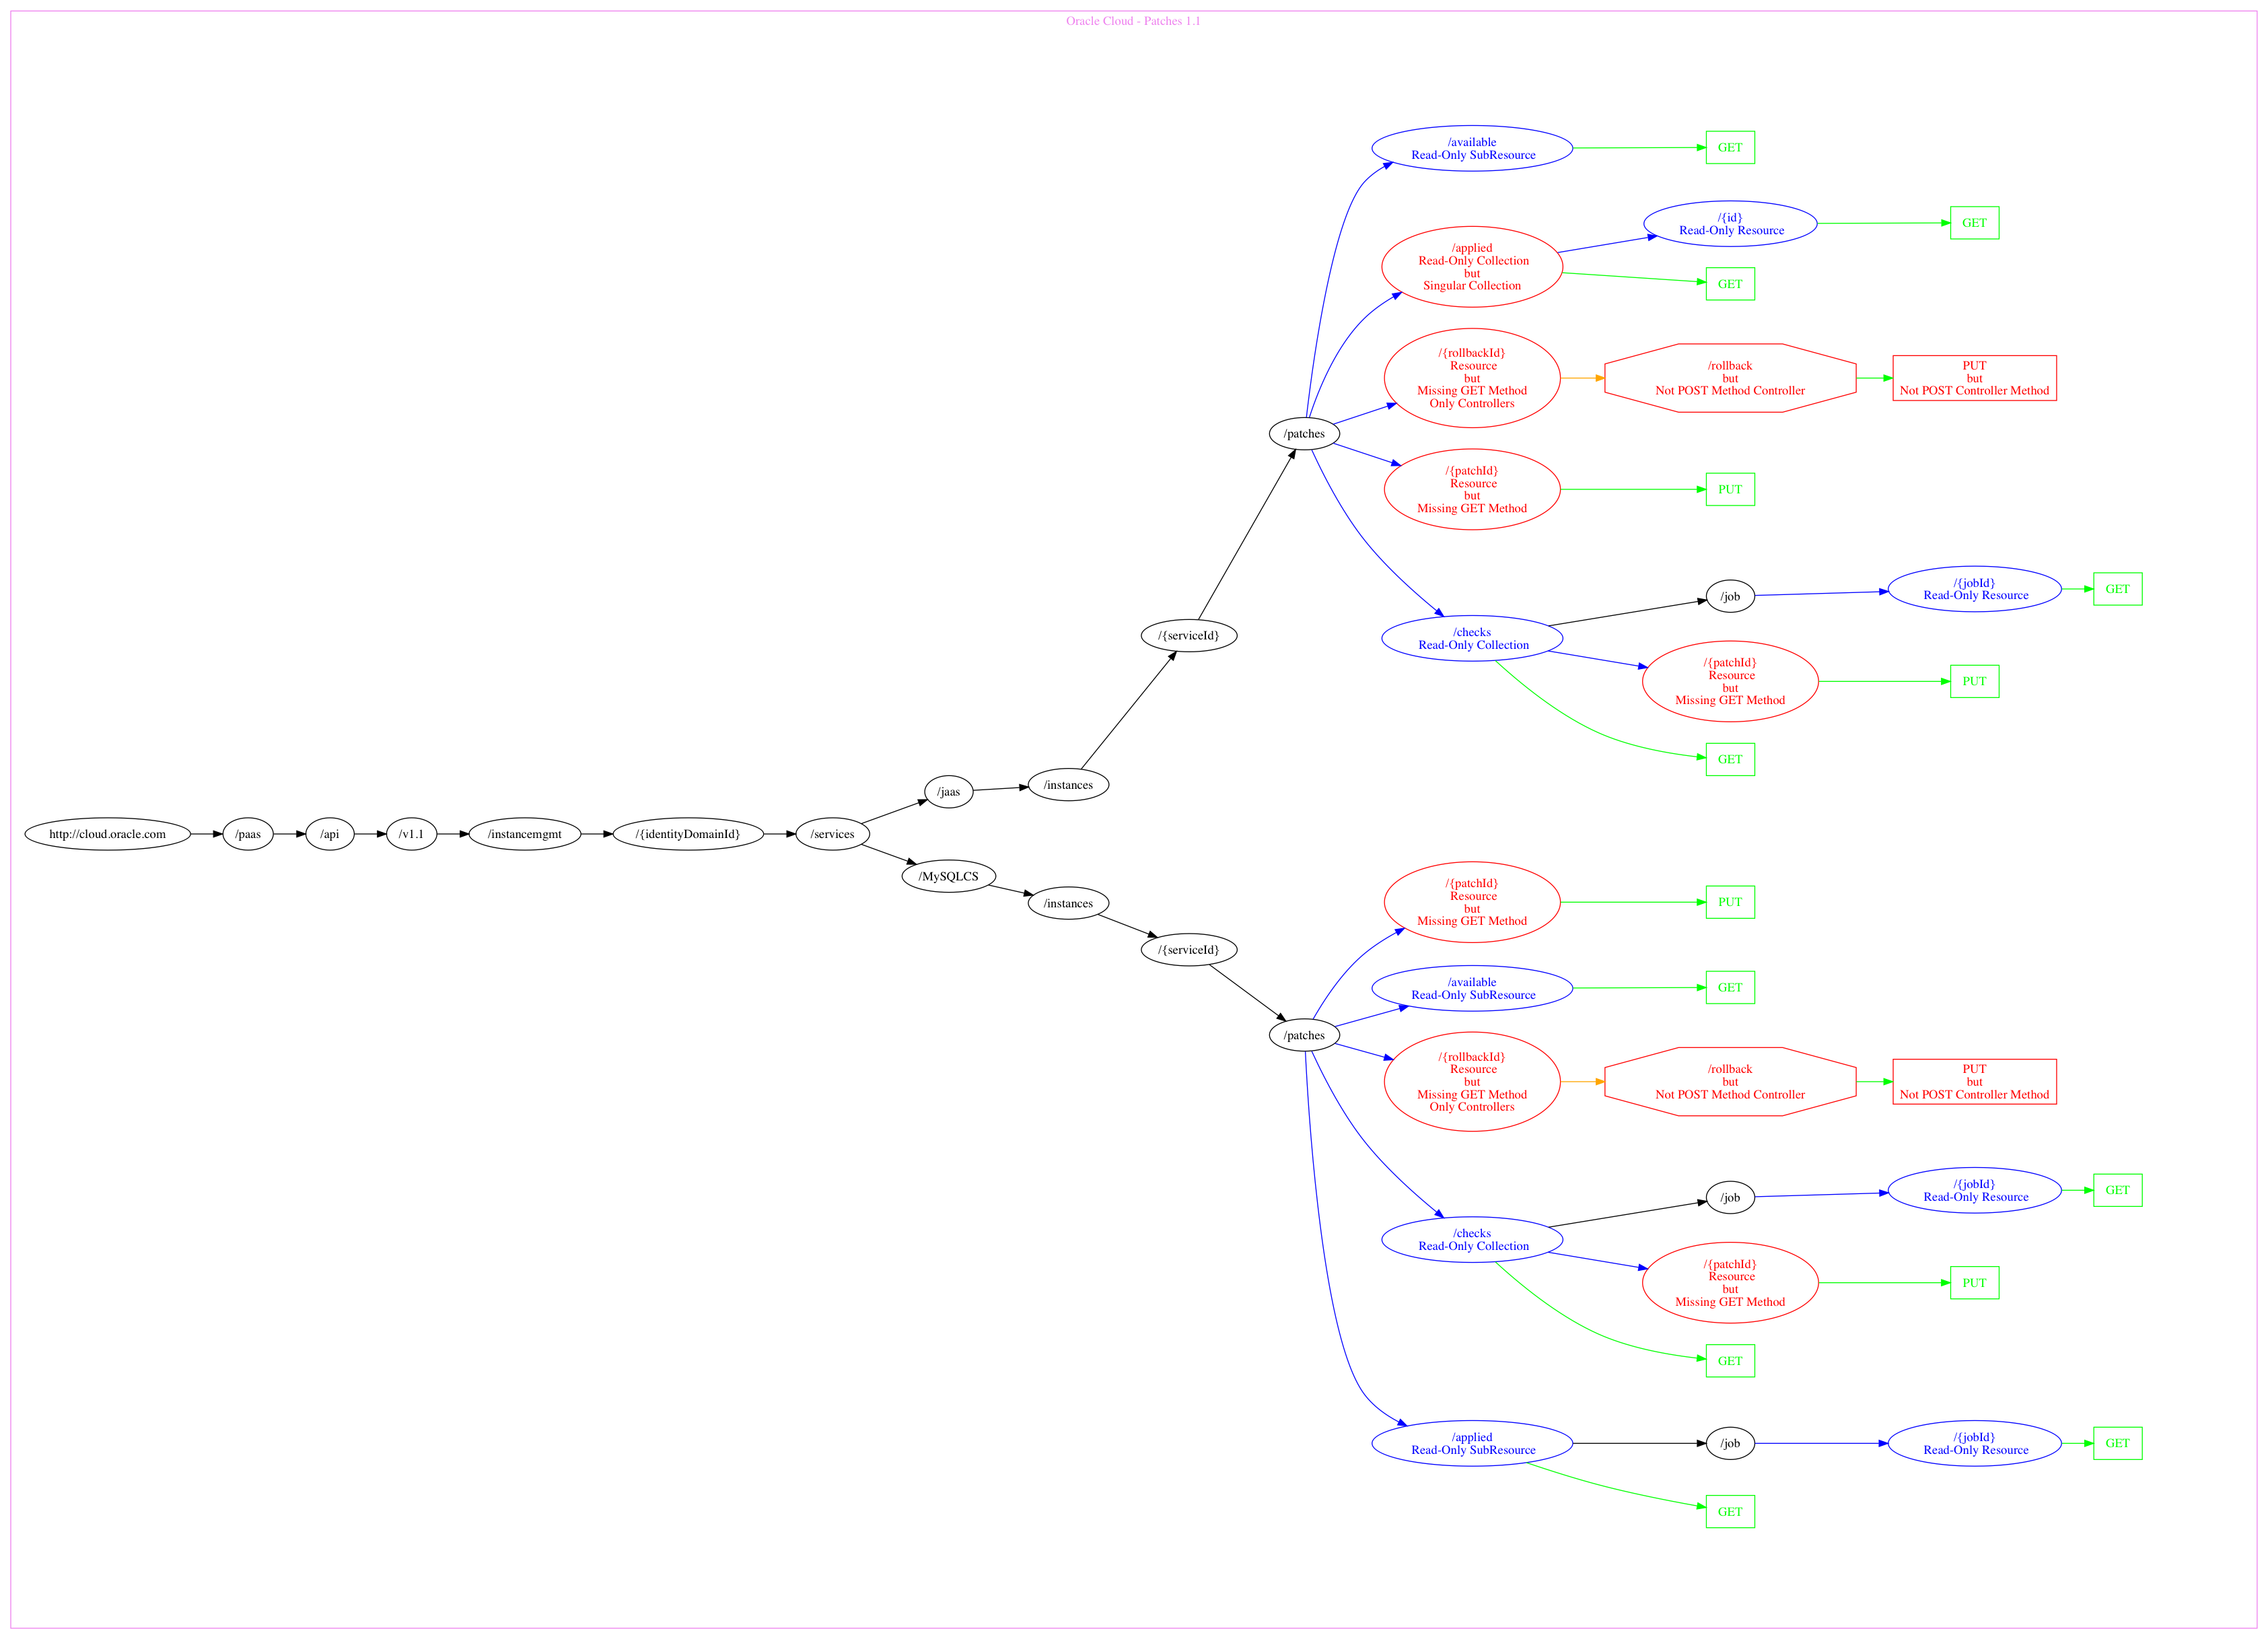 Oracle Cloud - Patches 1.1
http://cloud.oracle.com
/paas
/api
/v1.1
/instancemgmt
/{identityDomainId}
/services
/jaas
/instances
/{serviceId}
/patches
/available
Read-Only SubResource
GET
/applied
Read-Only Collection
but
Singular Collection
/{id}
Read-Only Resource
GET
GET
/{rollbackId}
Resource
but
Missing GET Method
Only Controllers
/rollback
but
Not POST Method Controller
PUT
but
Not POST Controller Method
/{patchId}
Resource
but
Missing GET Method
PUT
/checks
Read-Only Collection
/job
/{jobId}
Read-Only Resource
GET
/{patchId}
Resource
but
Missing GET Method
PUT
GET
/MySQLCS
/instances
/{serviceId}
/patches
/{patchId}
Resource
but
Missing GET Method
PUT
/available
Read-Only SubResource
GET
/{rollbackId}
Resource
but
Missing GET Method
Only Controllers
/rollback
but
Not POST Method Controller
PUT
but
Not POST Controller Method
/checks
Read-Only Collection
/job
/{jobId}
Read-Only Resource
GET
/{patchId}
Resource
but
Missing GET Method
PUT
GET
/applied
Read-Only SubResource
/job
/{jobId}
Read-Only Resource
GET
GET